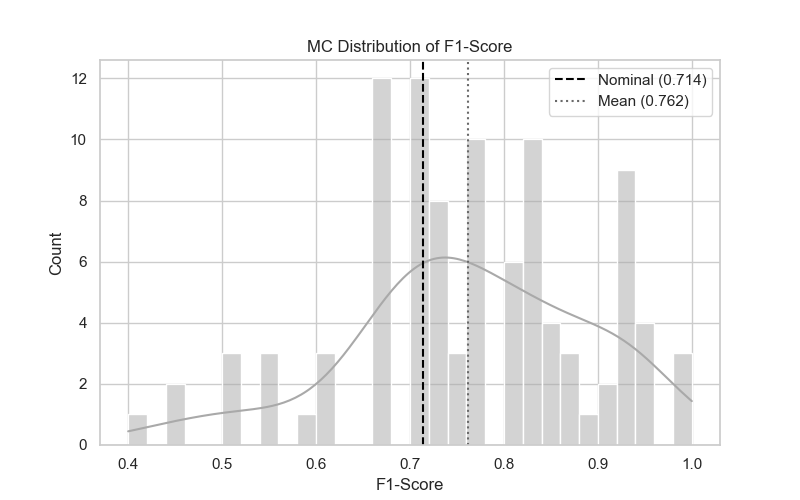 MC Distribution of F1-Score
Nominal (0.714)
Mean (0.762)
Count
12
10
8
6
4
2
0
0.4 0.5 0.6 0.7 0.8 0.9 1.0
F1-Score